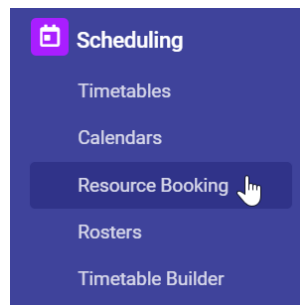 Scheduling
Timetables
Calendars
Resource Booking
Rosters
Timetable Builder